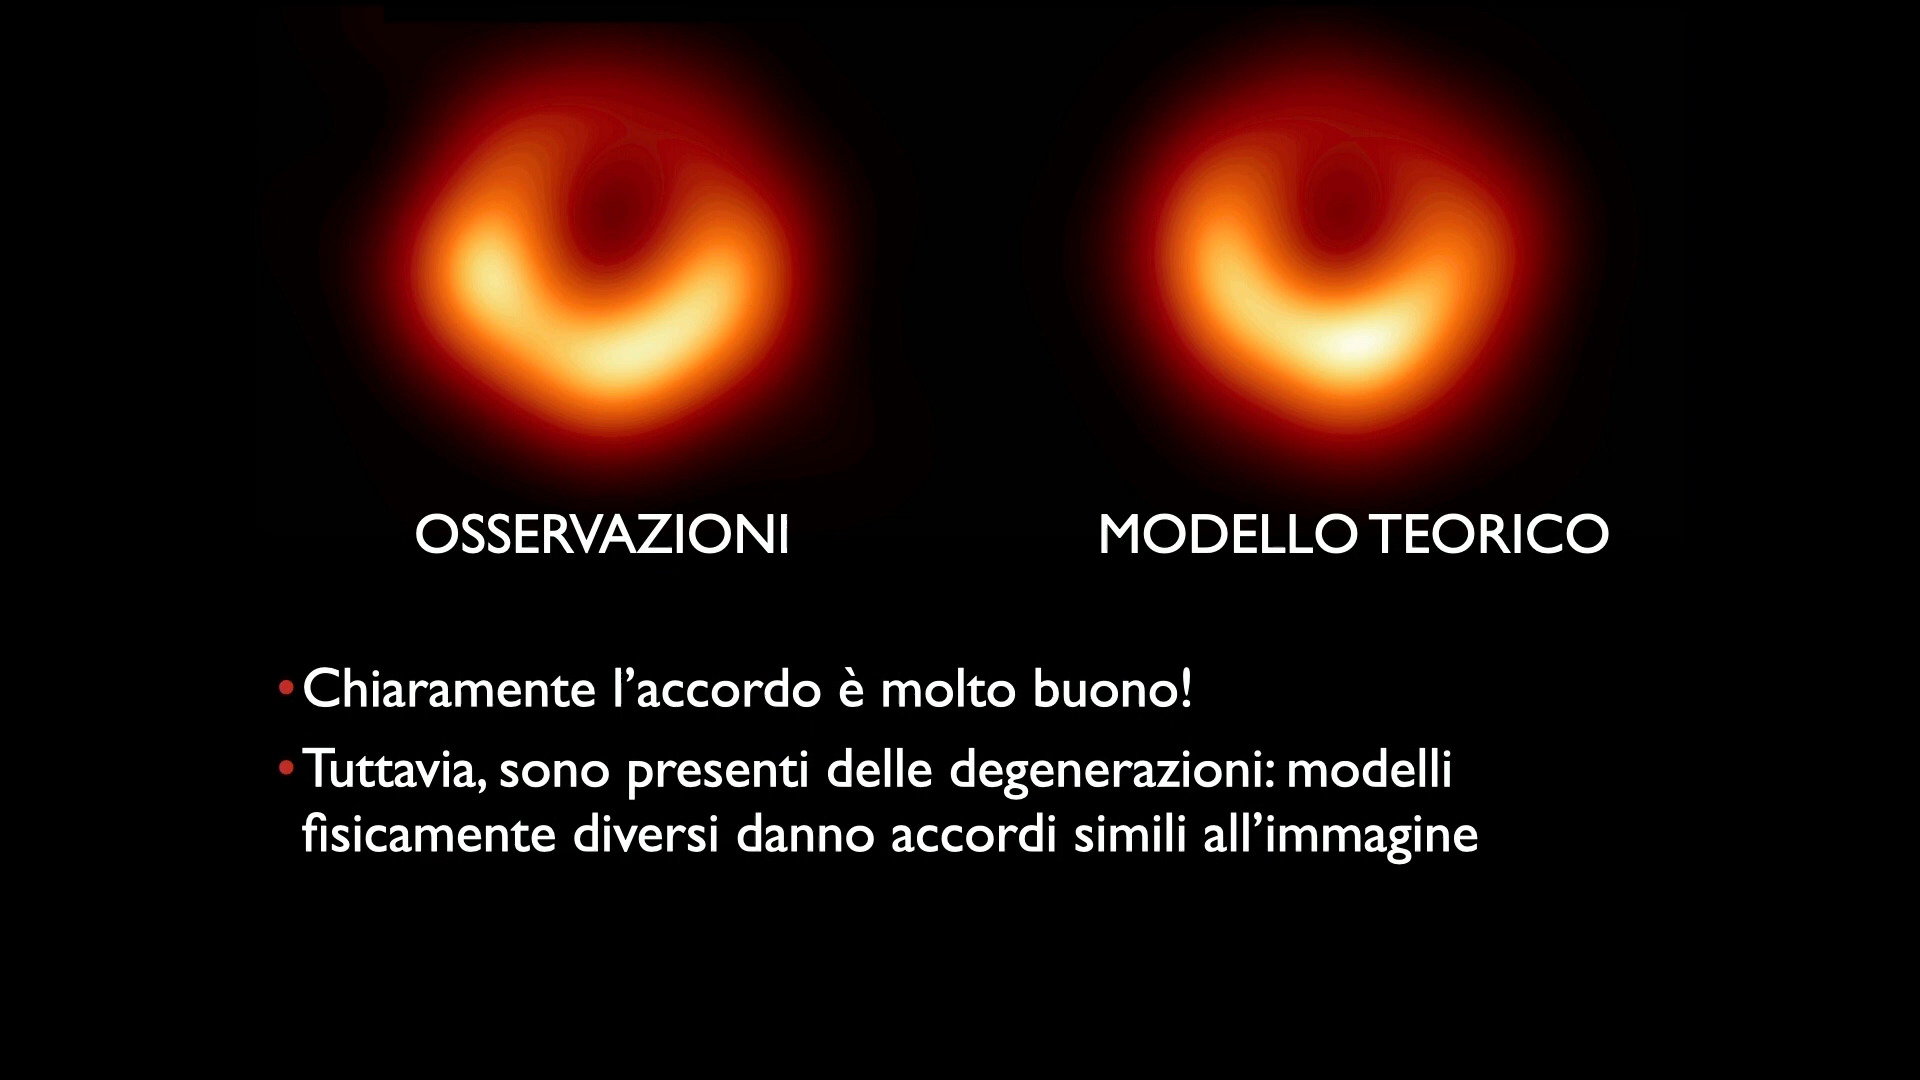 OSSERVAZIONI
MODELLO TEORICO
• Chiaramente l’accordo è molto buono!
• Tuttavia, sono presenti delle degenerazioni: modelli
fisicamente diversi danno accordi simili all’immagine